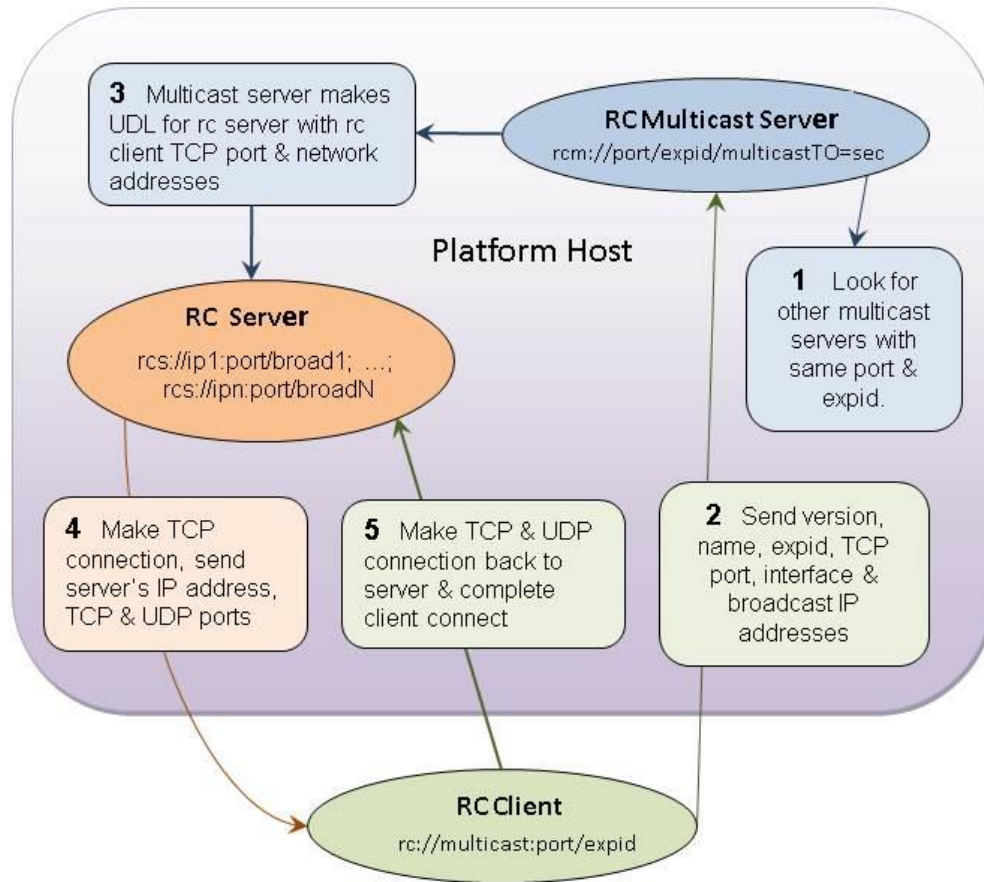 3 Multicast server makes
UDL for rc server with rc
client TCP port & network
addresses
RC Multicast Server
rcm://port/expid/multicastTO=sec
Platform Host
1 Look for
other multicast
servers with
same port &
expid.
RC Server
rcs://ip1:port/broad1; ...;
rcs://ipn:port/broadN
4 Make TCP
connection, send
server's IP address,
TCP & UDP ports
5 Make TCP & UDP
connection back to
server & complete
client connect
2 Send version,
name, expid, TCP
port, interface &
broadcast IP
addresses
RC Client
rc://multicast:port/expid